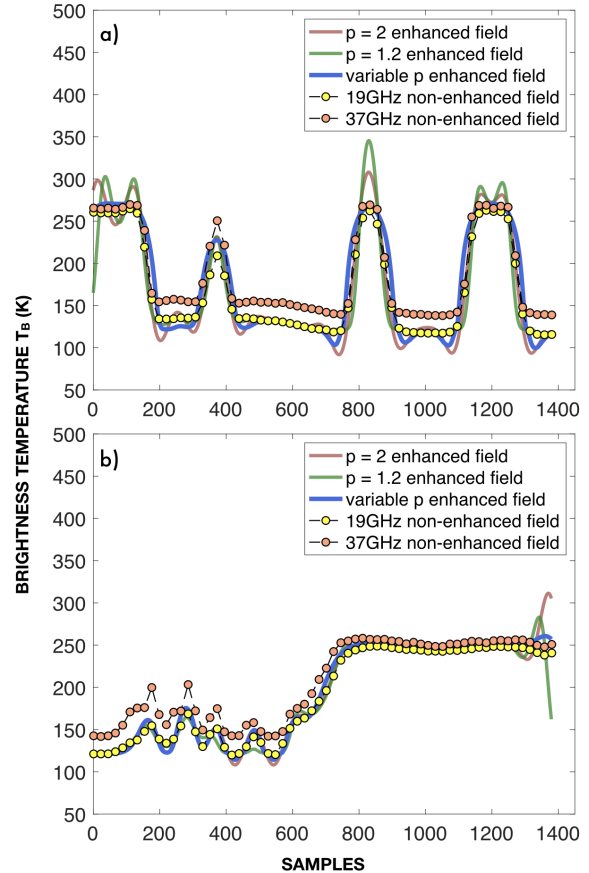 500
a)
p = 2 enhanced field
p = 1.2 enhanced field
variable p enhanced field
19GHz non-enhanced field
37GHz non-enhanced field
450
400
350
300
250
200
150
100
50
0 200 400 600 800 1000 1200 1400
BRIGHTNESS TEMPERATURE TB (K)
500
b)
p = 2 enhanced field
p = 1.2 enhanced field
variable p enhanced field
19GHz non-enhanced field
37GHz non-enhanced field
450
400
350
300
250
200
150
100
50
0 200 400 600 800 1000 1200 1400
SAMPLES